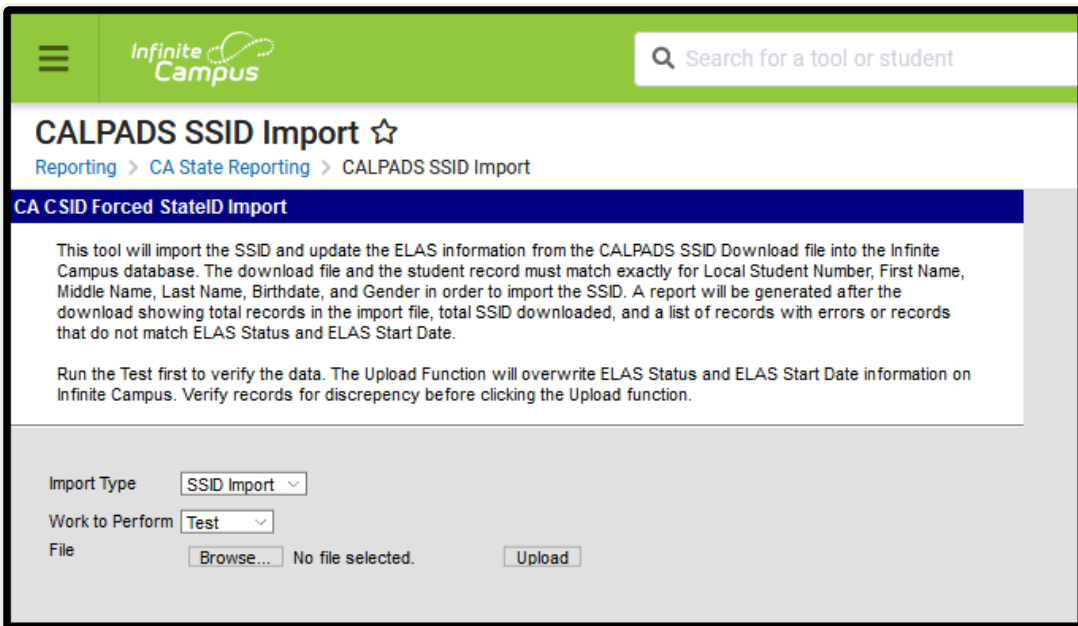 Infinite
Campus
Search for a tool or student
CALPADS SSID Import
Reporting > CA State Reporting > CALPADS SSID Import
CA CSID Forced StateID Import
This tool will import the SSID and update the ELAS information from the CALPADS SSID Download file into the Infinite
Campus database. The download file and the student record must match exactly for Local Student Number, First Name,
Middle Name, Last Name, Birthdate, and Gender in order to import the SSID. A report will be generated after the
download showing total records in the import file, total SSID downloaded, and a list of records with errors or records
that do not match ELAS Status and ELAS Start Date.
Run the Test first to verify the data. The Upload Function will overwrite ELAS Status and ELAS Start Date information on
Infinite Campus. Verify records for discrepency before clicking the Upload function.
Import Type SSID Import
Work to Perform Test
File Browse... No file selected. Upload